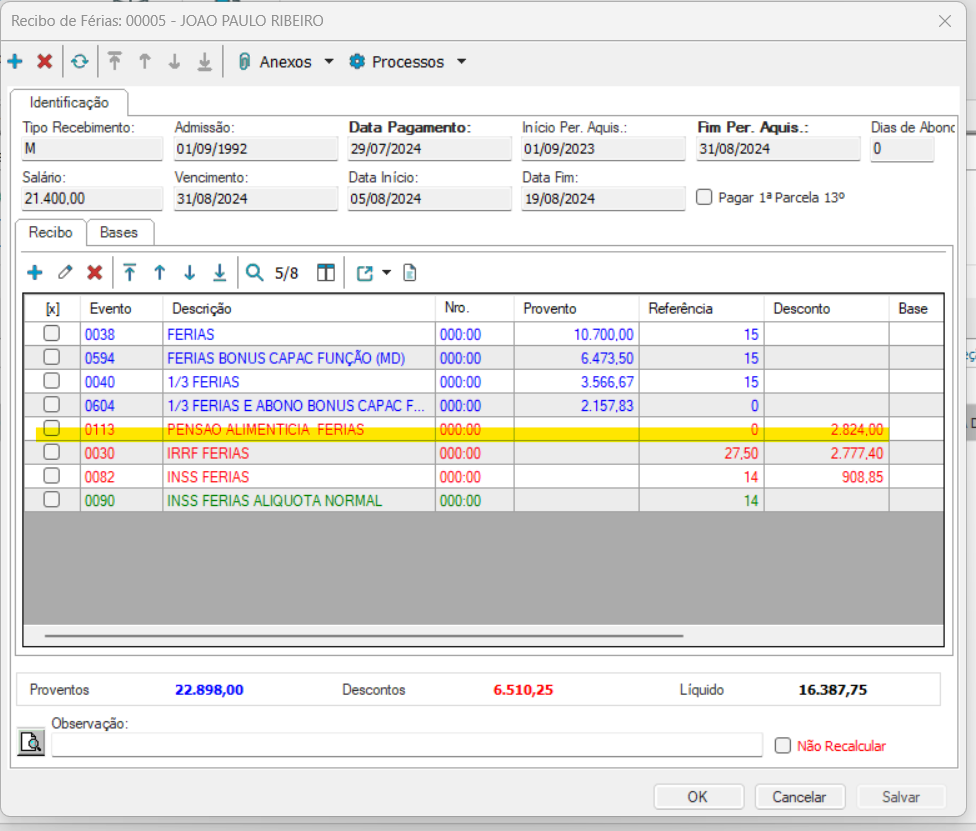 Recibo de Férias: 00005 - JOAO PAULO RIBEIRO
Anexos Processos
Identificação
Tipo Recebimento: Admissão: Data Pagamento: Início Per. Aquis.: Fim Per. Aquis.: Dias de Abono
M 01/09/1992 29/07/2024 01/09/2023 31/08/2024 0
Salário: Vencimento: Data Início: Data Fim:
21.400,00 31/08/2024 05/08/2024 19/08/2024 Pagar 1ª Parcela 13º
Recibo Bases
5/8
[x] Evento Descrição Nro. Provento Referência Desconto Base
0038 FERIAS 000:00 10.700,00 15
0594 FERIAS BONUS CAPAC FUNÇÃO (MD) 000:00 6.473,50 15
0040 1/3 FERIAS 000:00 3.566,67 15
0604 1/3 FERIAS E ABONO BONUS CAPAC F... 000:00 2.157,83 0
0113 PENSAO ALIMENTICIA FERIAS 000:00 0 2.824,00
0030 IRRF FERIAS 000:00 27,50 2.777,40
0082 INSS FERIAS 000:00 14 908,85
0090 INSS FERIAS ALIQUOTA NORMAL 000:00 14
Proventos 22.898,00 Descontos 6.510,25 Líquido 16.387,75
Observação:
Não Recalcular
OK Cancelar Salvar